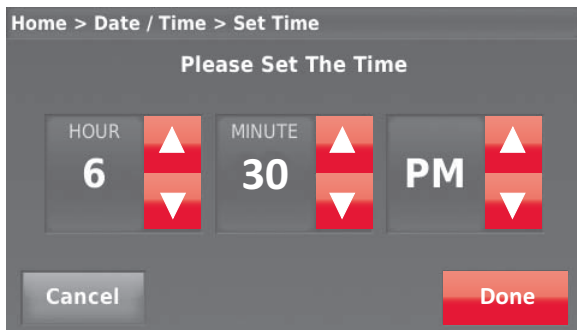 Home > Date / Time > Set Time
Please Set The Time
HOUR MINUTE
6 30 PM
Cancel Done